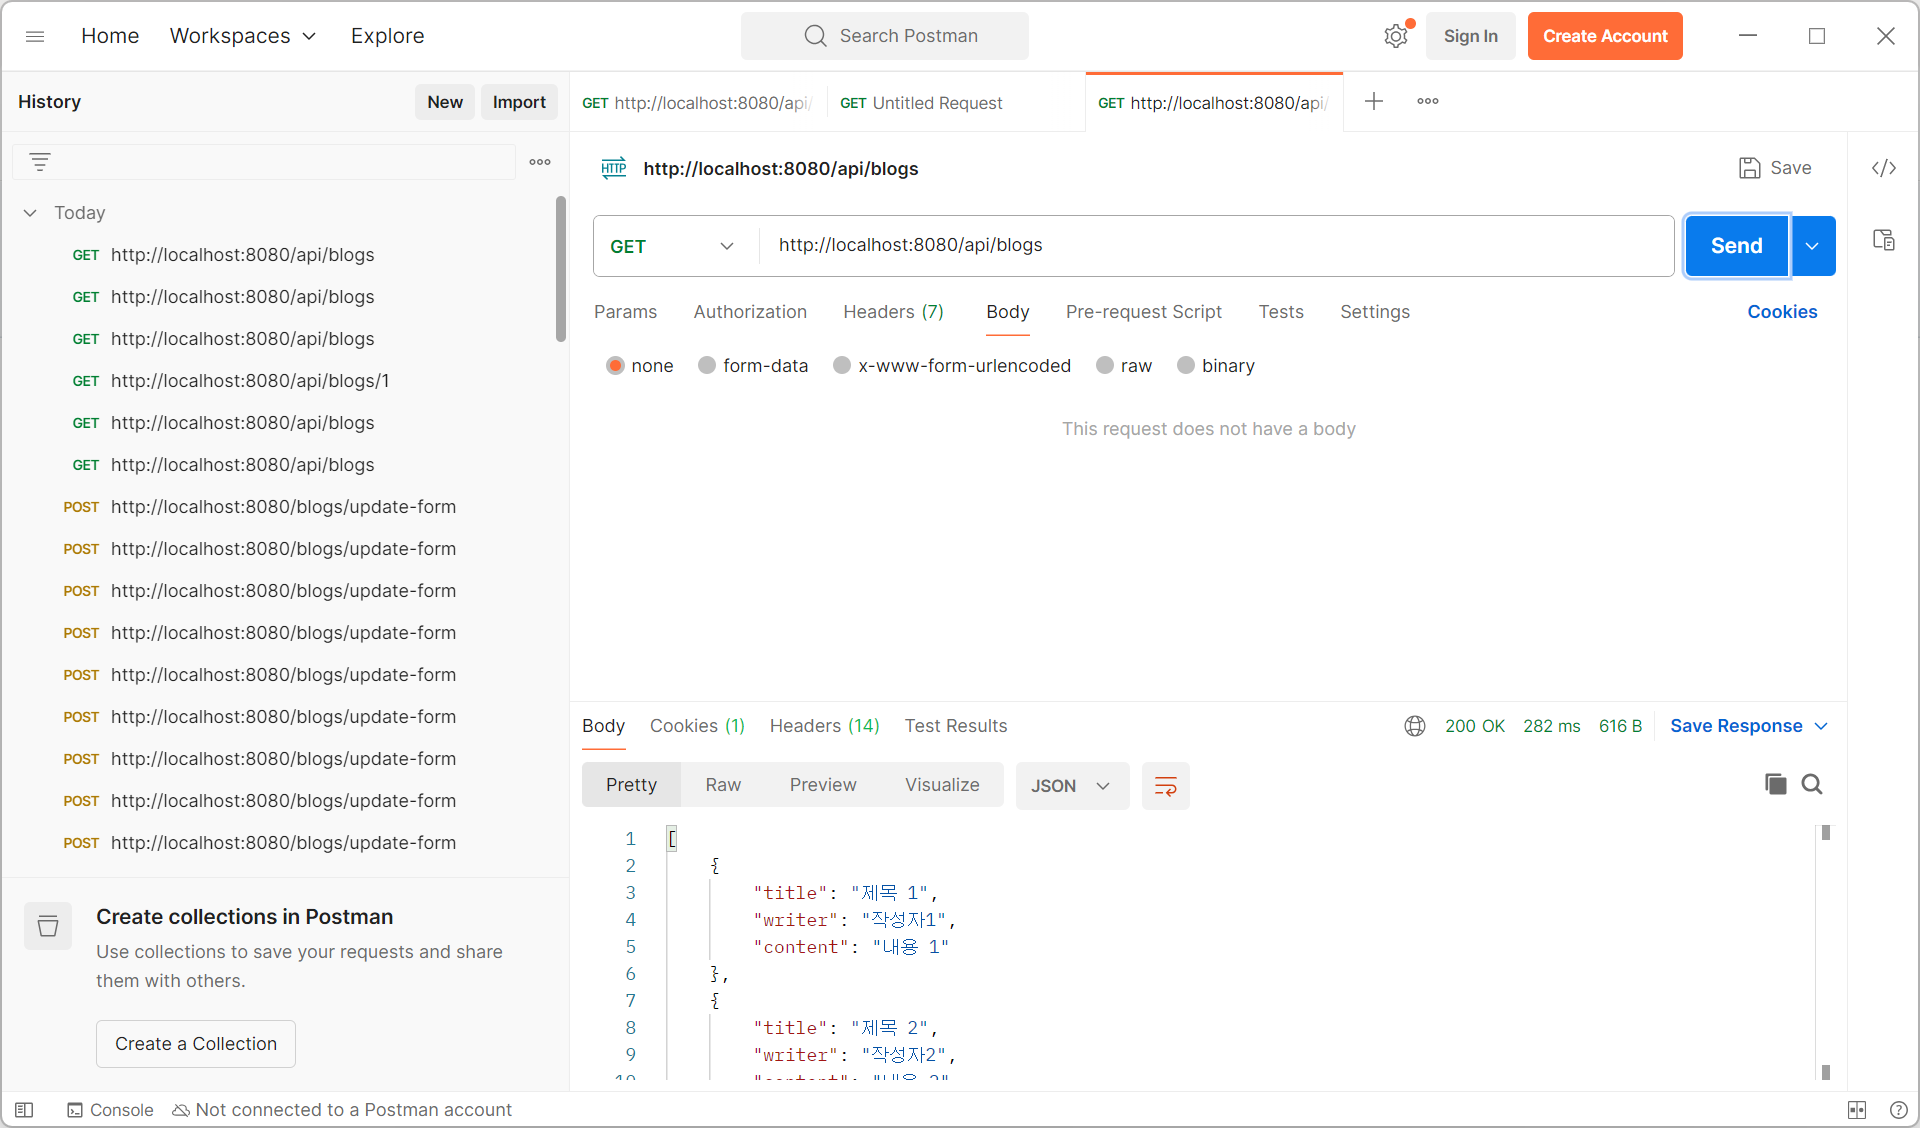 Home Workspaces Explore Search Postman Sign In Create Account
History New Import
GET http://localhost:8080/api/ GET Untitled Request GET http://localhost:8080/api/
HTTP http://localhost:8080/api/blogs Save
Today
GET http://localhost:8080/api/blogs
GET http://localhost:8080/api/blogs
GET http://localhost:8080/api/blogs
GET http://localhost:8080/api/blogs/1
GET http://localhost:8080/api/blogs
GET http://localhost:8080/api/blogs
POST http://localhost:8080/blogs/update-form
POST http://localhost:8080/blogs/update-form
POST http://localhost:8080/blogs/update-form
POST http://localhost:8080/blogs/update-form
POST http://localhost:8080/blogs/update-form
POST http://localhost:8080/blogs/update-form
POST http://localhost:8080/blogs/update-form
POST http://localhost:8080/blogs/update-form
POST http://localhost:8080/blogs/update-form
Create collections in Postman
Use collections to save your requests and share
them with others.
Create a Collection
GET http://localhost:8080/api/blogs Send
Params Authorization Headers (7) Body Pre-request Script Tests Settings Cookies
none form-data x-www-form-urlencoded raw binary
This request does not have a body
Body Cookies (1) Headers (14) Test Results 200 OK 282 ms 616 B Save Response
Pretty Raw Preview Visualize JSON
1 [
2 {
3 "title": "제목 1",
4 "writer": "작성자1",
5 "content": "내용 1"
6 },
7 {
8 "title": "제목 2",
9 "writer": "작성자2",
10 "content": "내용 2"
Console Not connected to a Postman account